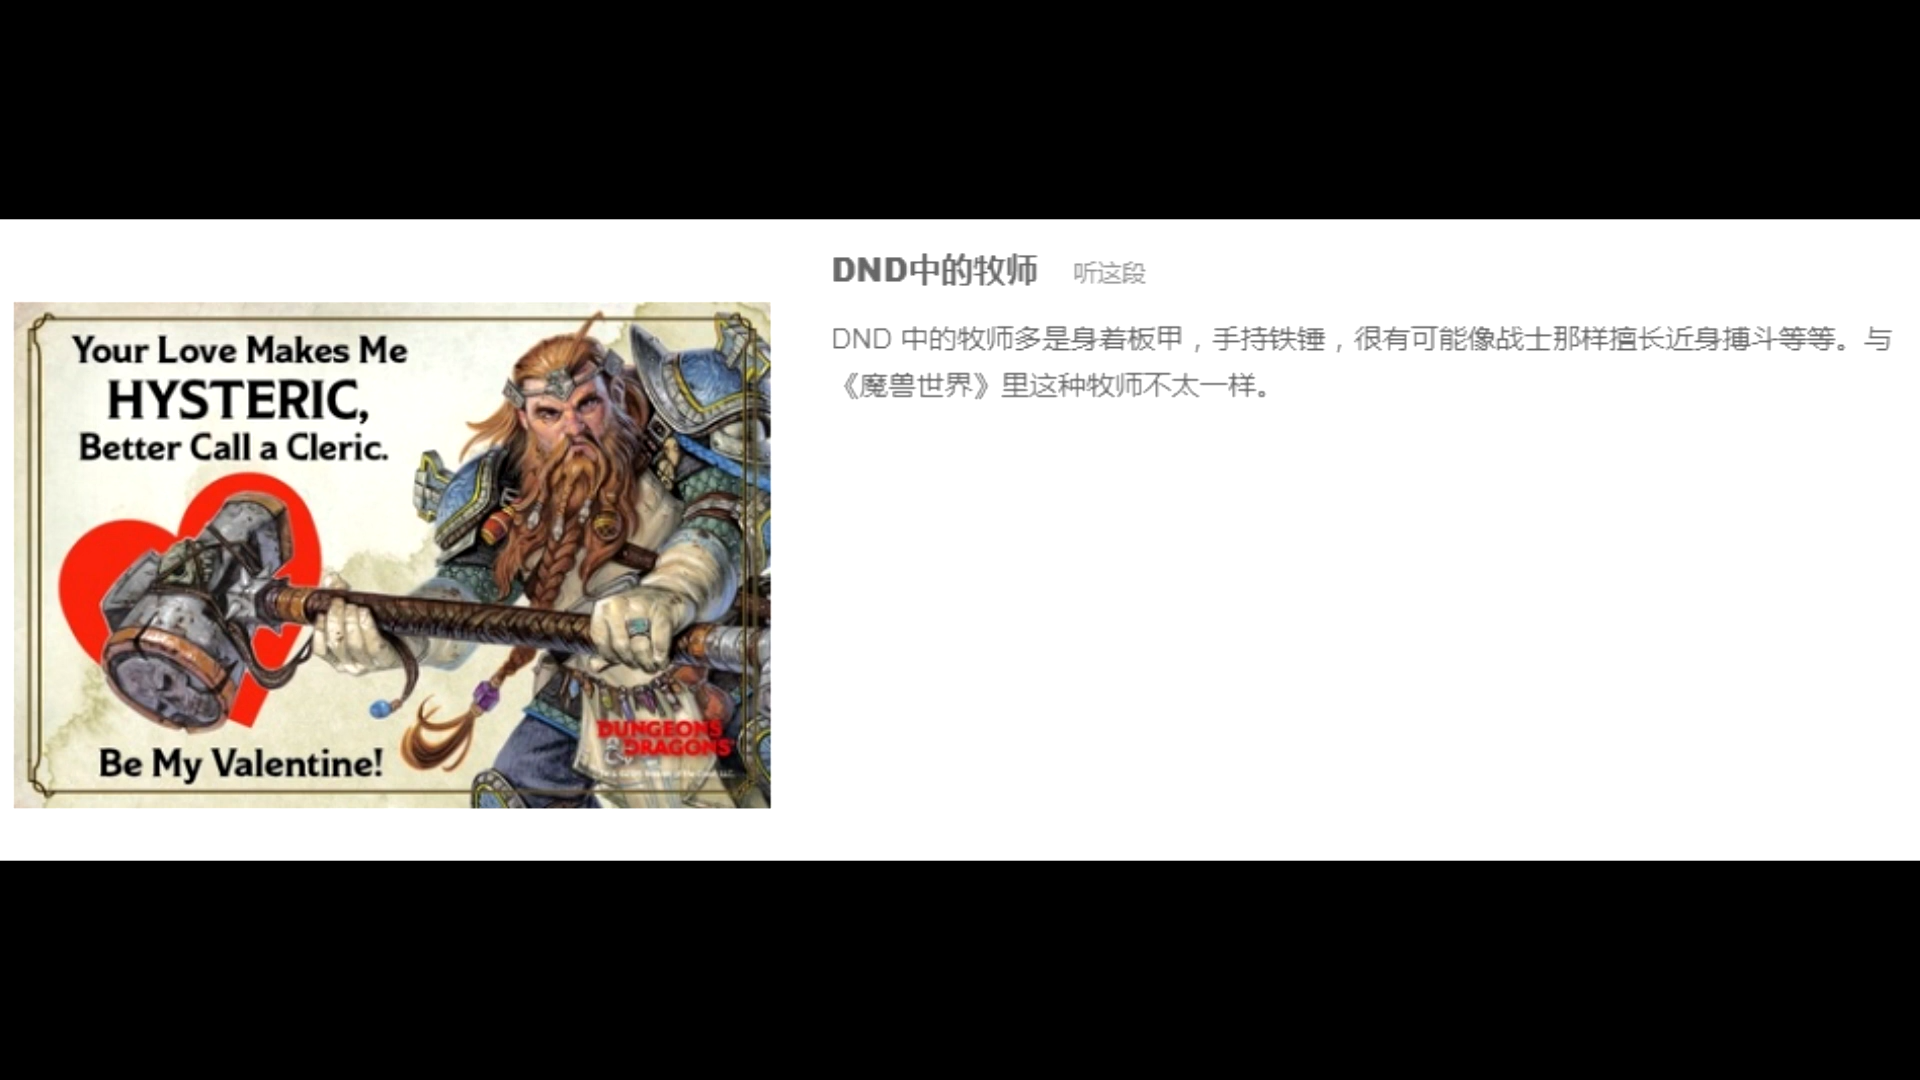 Your Love Makes Me
HYSTERIC,
Better Call a Cleric.
Be My Valentine!
DUNGEONS
& DRAGONS
DND中的牧师 听这段
DND 中的牧师多是身着板甲，手持铁锤，很有可能像战士那样擅长近身搏斗等等。与
《魔兽世界》里这种牧师不太一样。